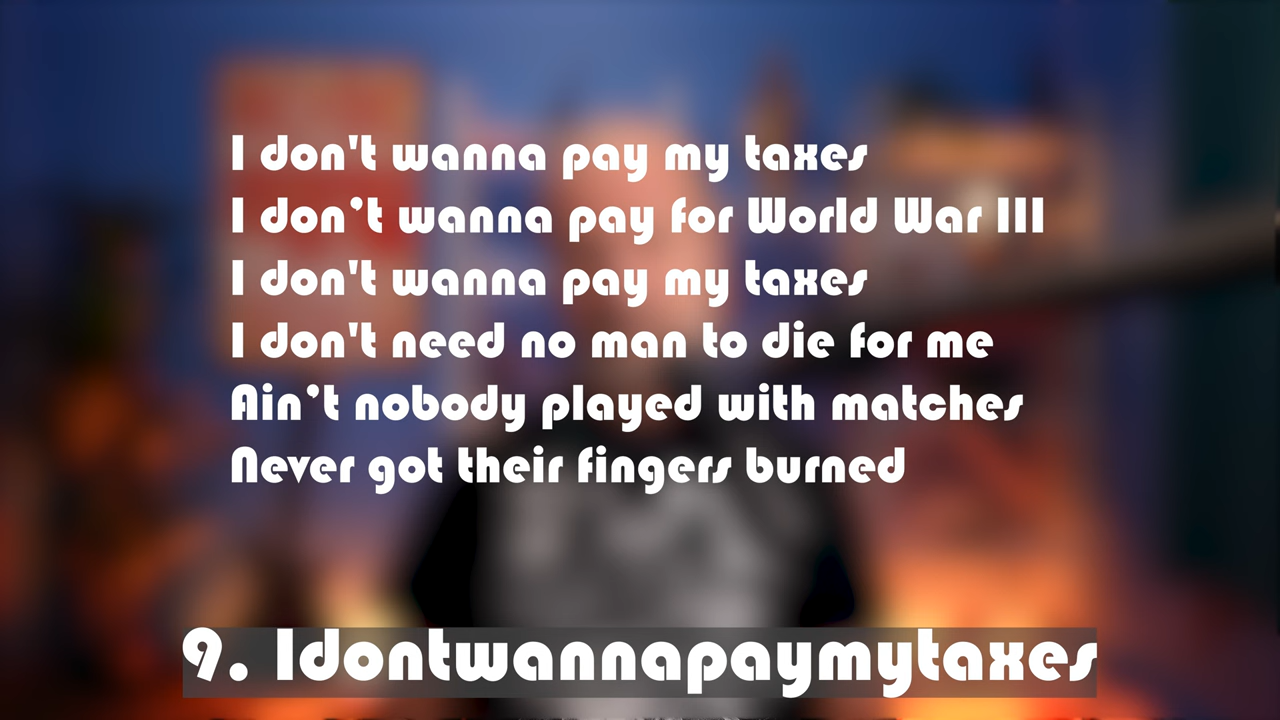 I don't wanna pay my taxes
I don’t wanna pay for World War III
I don't wanna pay my taxes
I don't need no man to die for me
Ain’t nobody played with matches
Never got their fingers burned
9. Idontwannapaymytaxes